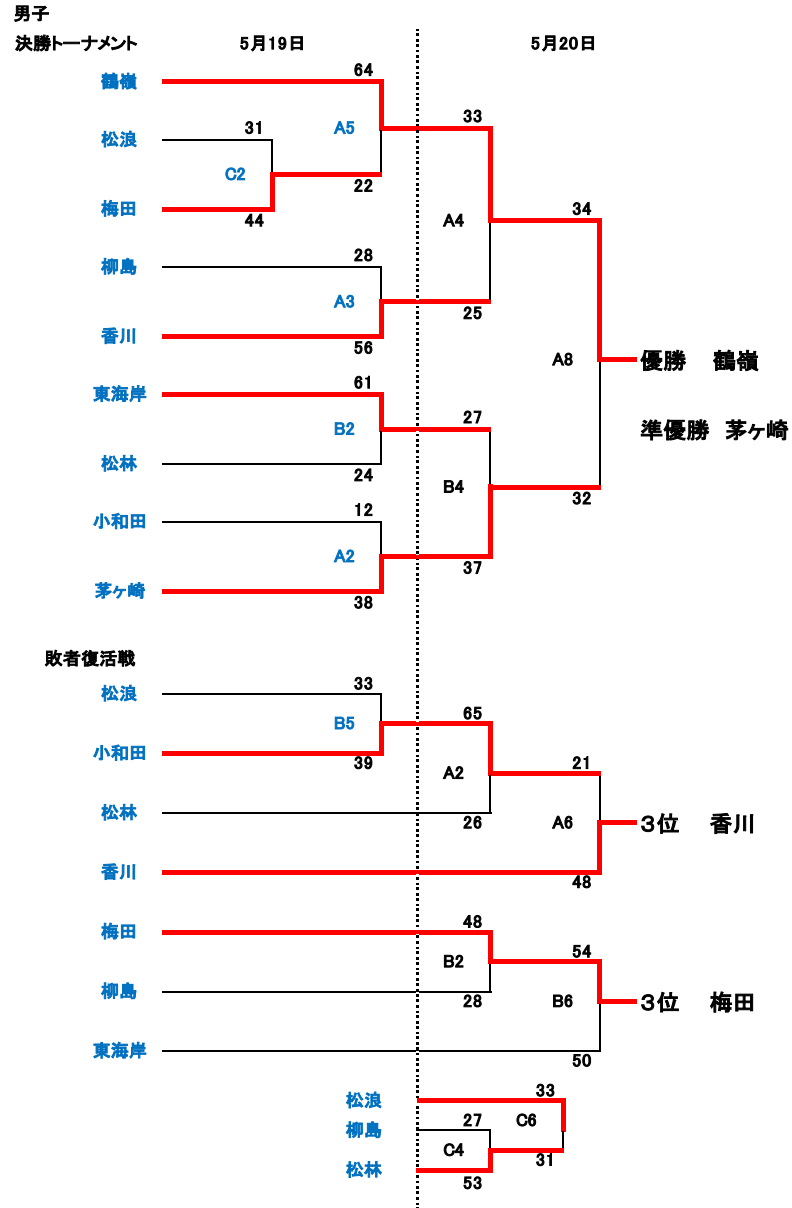 男子
決勝トーナメント 5月19日 5月20日
64
鶴嶺
33
31
松浪 A5
C2
22
梅田
44
34
A4
28
柳島
A3
25
香川
56
A8 優勝 鶴嶺
61
東海岸
27
B2 準優勝 茅ヶ崎
松林
24
B4
32
12
小和田
A2
37
茅ヶ崎
38
敗者復活戦
33
松浪
65
B5
小和田
39
21
A2
松林
26
A6 3位 香川
香川
48
48
梅田
54
B2
柳島
28
B6 3位 梅田
東海岸
50
33
松浪
27 C6
柳島
C4
31
松林
53